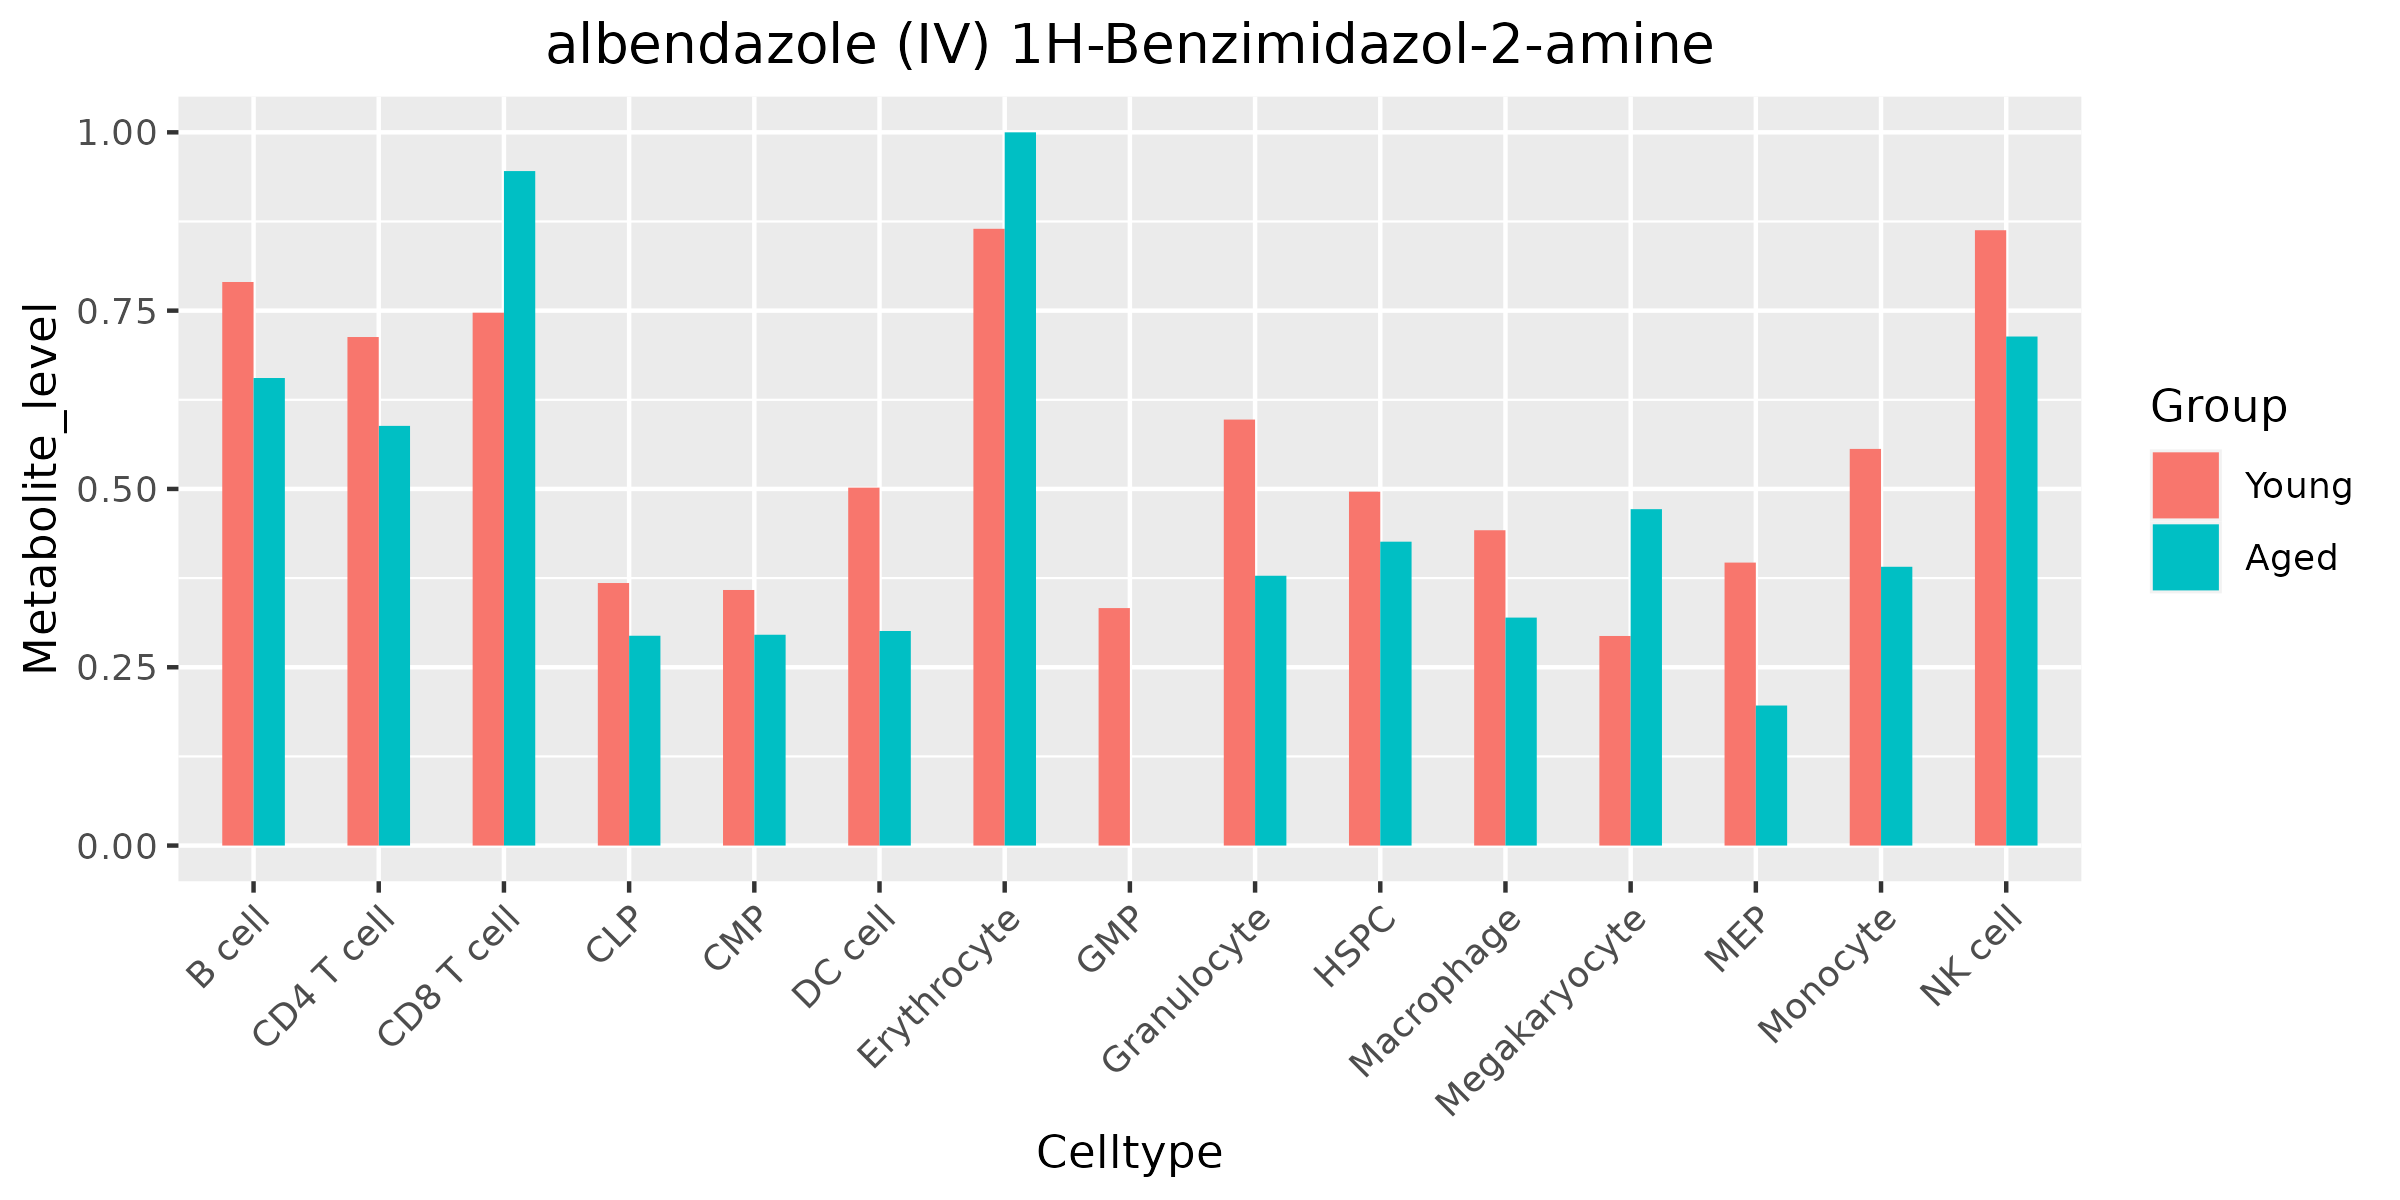 albendazole (IV) 1H-Benzimidazol-2-amine
Metabolite_level
1.00
0.75
0.50
0.25
0.00
B cell
CD4 T cell
CD8 T cell
CLP
CMP
DC cell
Erythrocyte
GMP
Granulocyte
HSPC
Macrophage
Megakaryocyte
MEP
Monocyte
NK cell
Celltype
Group
Young
Aged